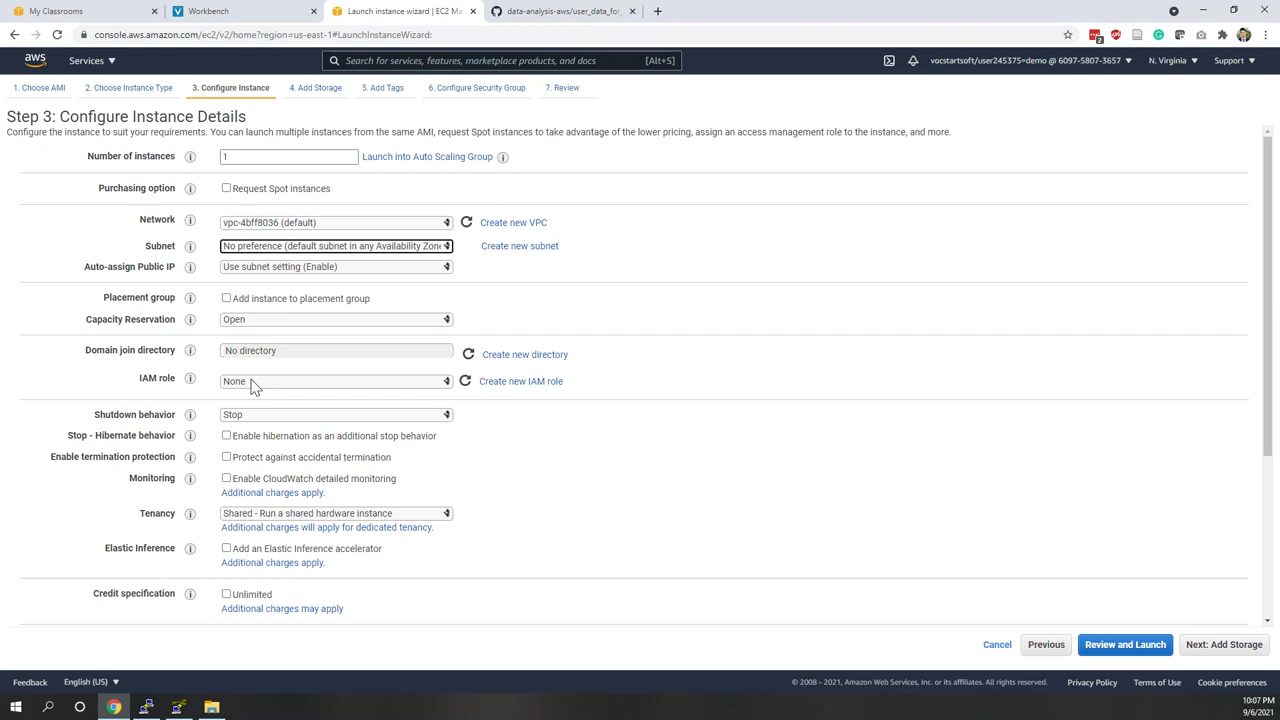 My Classrooms
Workbench
Launch instance wizard | EC2 Ma
data-analysis-aws/user_data_for_
console.aws.amazon.com/ec2/v2/home?region=us-east-1#LaunchInstanceWizard:
2
aws
Services
Search for services, features, marketplace products, and docs [Alt+S]
vocstartsoft/user245375=demo @ 6097-5807-3657
N. Virginia
Support
1. Choose AMI
2. Choose Instance Type
3. Configure Instance
4. Add Storage
5. Add Tags
6. Configure Security Group
7. Review
Step 3: Configure Instance Details
Configure the instance to suit your requirements. You can launch multiple instances from the same AMI, request Spot instances to take advantage of the lower pricing, assign an access management role to the instance, and more.
Number of instances 1 Launch into Auto Scaling Group
Purchasing option Request Spot instances
Network vpc-4bff8036 (default) Create new VPC
Subnet No preference (default subnet in any Availability Zone Create new subnet
Auto-assign Public IP Use subnet setting (Enable)
Placement group Add instance to placement group
Capacity Reservation Open
Domain join directory No directory Create new directory
IAM role None Create new IAM role
Shutdown behavior Stop
Stop - Hibernate behavior Enable hibernation as an additional stop behavior
Enable termination protection Protect against accidental termination
Monitoring Enable CloudWatch detailed monitoring
Additional charges apply.
Tenancy Shared - Run a shared hardware instance
Additional charges will apply for dedicated tenancy.
Elastic Inference Add an Elastic Inference accelerator
Additional charges apply.
Credit specification Unlimited
Additional charges may apply
Cancel Previous Review and Launch Next: Add Storage
Feedback English (US) © 2008 - 2021, Amazon Web Services, Inc. or its affiliates. All rights reserved. Privacy Policy Terms of Use Cookie preferences
10:07 PM
9/6/2021